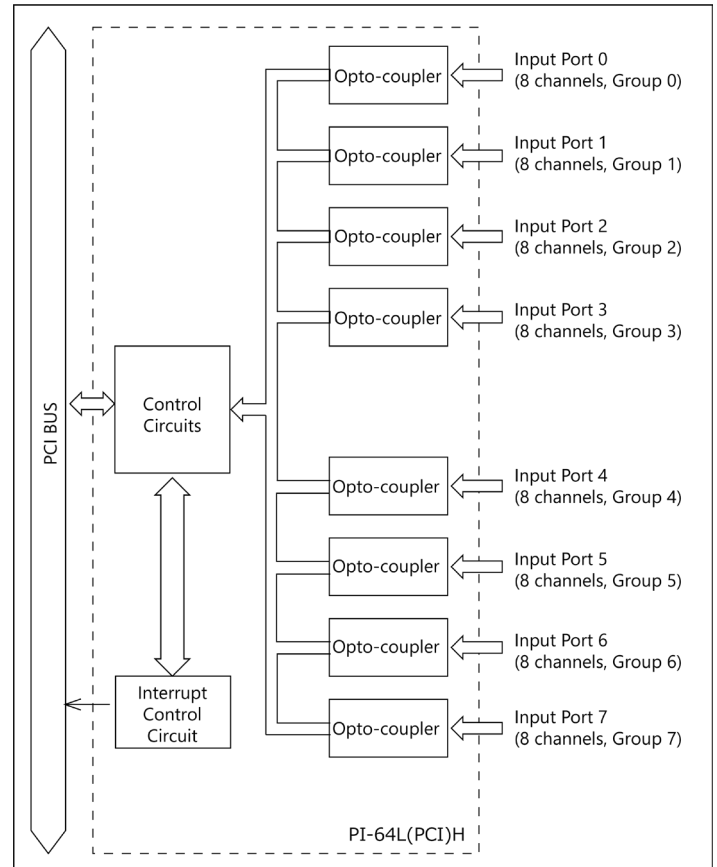 Opto-coupler
Input Port 0
(8 channels, Group 0)
Opto-coupler
Input Port 1
(8 channels, Group 1)
Opto-coupler
Input Port 2
(8 channels, Group 2)
Opto-coupler
Input Port 3
(8 channels, Group 3)
PCI BUS
Control
Circuits
Opto-coupler
Input Port 4
(8 channels, Group 4)
Opto-coupler
Input Port 5
(8 channels, Group 5)
Opto-coupler
Input Port 6
(8 channels, Group 6)
Interrupt
Control
Circuit
Opto-coupler
Input Port 7
(8 channels, Group 7)
PI-64L(PCI)H